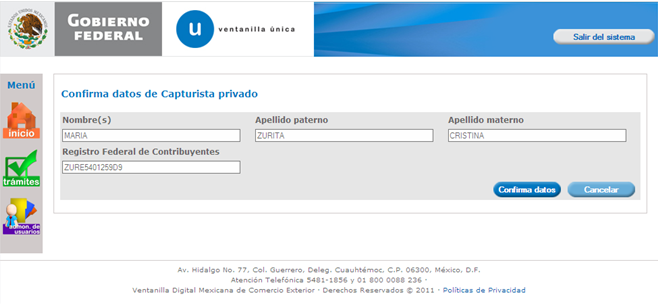 GOBIERNO
FEDERAL
u
ventanilla única
Salir del sistema
Menú
inicio
trámites
admon. de
usuarios
Confirma datos de Capturista privado
Nombre(s) Apellido paterno Apellido materno
MARIA ZURITA CRISTINA
Registro Federal de Contribuyentes
ZURE5401259D9
Confirma datos Cancelar
Av. Hidalgo No. 77, Col. Guerrero, Deleg. Cuauhtémoc, C.P. 06300, México, D.F.
Atención Telefónica 5481-1856 y 01 800 0088 236 -
Ventanilla Digital Mexicana de Comercio Exterior - Derechos Reservados © 2011 - Políticas de Privacidad